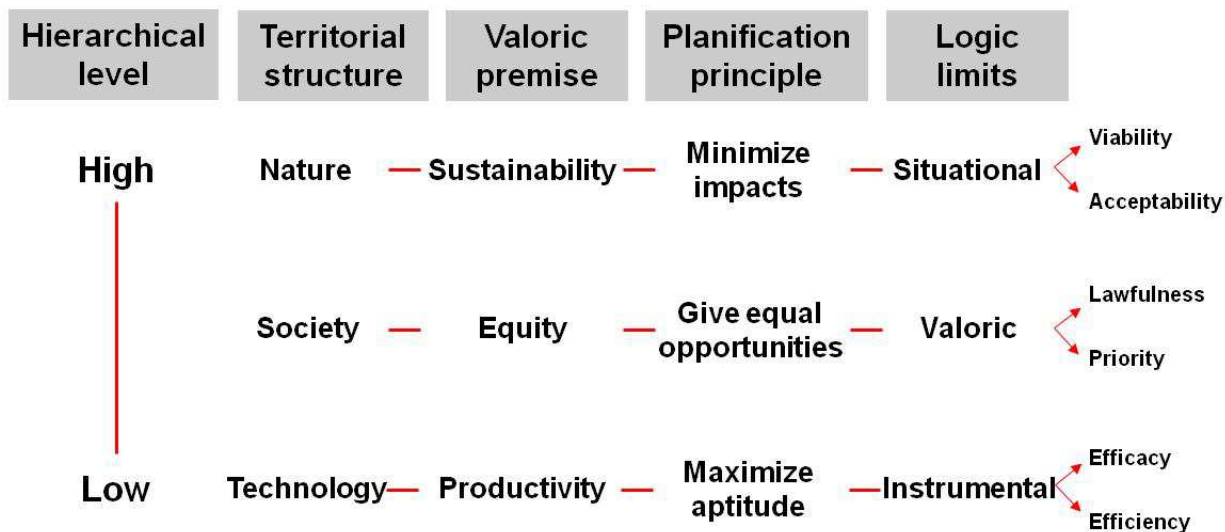 Hierarchical level
Territorial structure
Valoric premise
Planification principle
Logic limits
High
Nature
Sustainability
Minimize impacts
Situational
Viability
Acceptability
Society
Equity
Give equal opportunities
Valoric
Lawfulness
Priority
Low
Technology
Productivity
Maximize aptitude
Instrumental
Efficacy
Efficiency